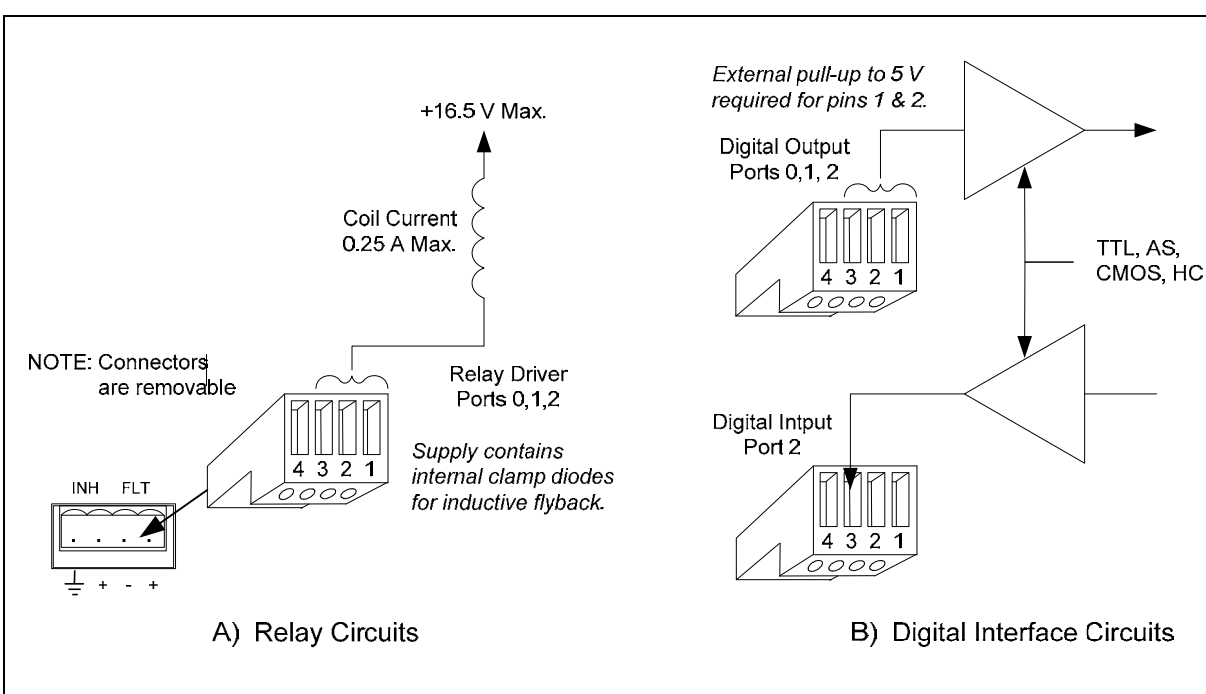 +16.5 V Max.
Coil Current
0.25 A Max.
NOTE: Connectors
are removable
Relay Driver
Ports 0,1,2
4 3 2 1
Supply contains
internal clamp diodes
for inductive flyback.
INH FLT
+ - +
A) Relay Circuits
External pull-up to 5 V
required for pins 1 & 2.
Digital Output
Ports 0,1, 2
4 3 2 1
TTL, AS,
CMOS, HC
Digital Intput
Port 2
4 3 2 1
B) Digital Interface Circuits